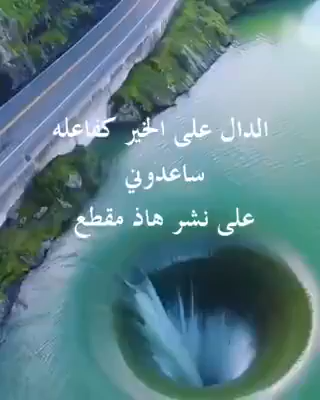 الدال على الخير كفاعله
ساعدوني
على نشر هاذ مقطع